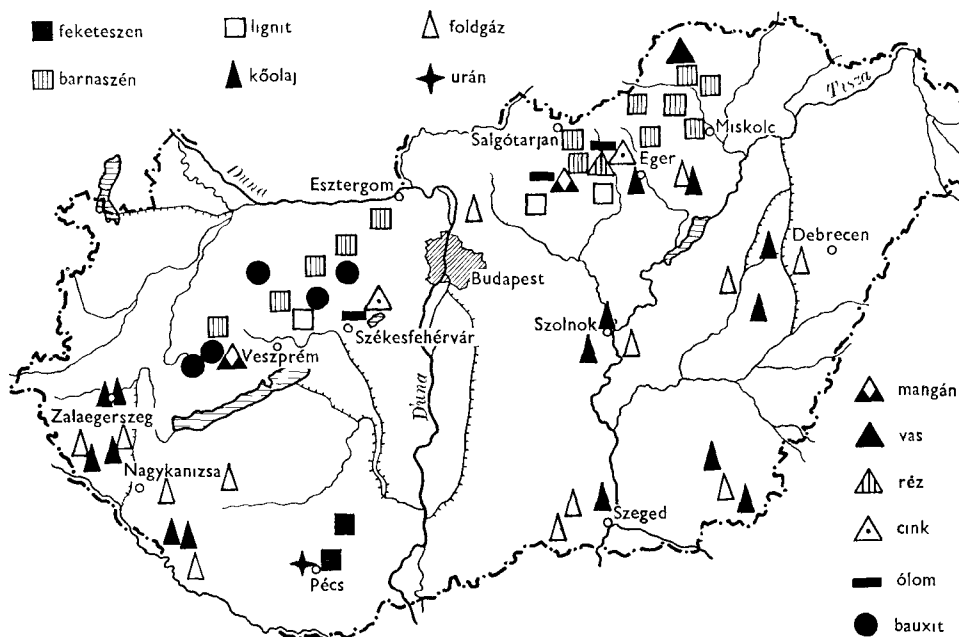 feketeszen
lignit
foldgáz
barnaszén
kőolaj
urán
Tisza
Salgótarjan
Miskolc
Eger
Duna
Esztergom
Debrecen
Budapest
Szolnok
Székesfehérvár
Veszprém
Duna
Zalaegerszeg
Nagykanizsa
Szeged
Pécs
mangán
vas
réz
cink
ólom
bauxit